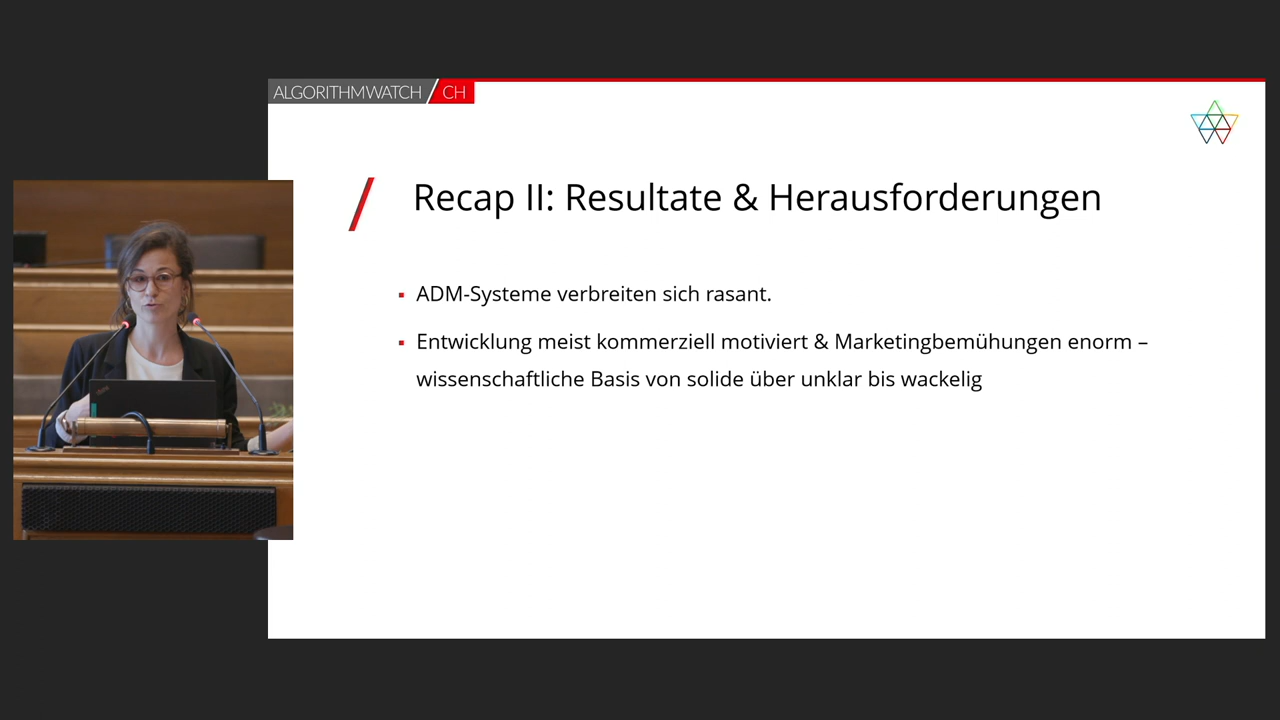 ALGORITHMWATCH CH
Recap II: Resultate & Herausforderungen
ADM-Systeme verbreiten sich rasant.
Entwicklung meist kommerziell motiviert & Marketingbemühungen enorm –
wissenschaftliche Basis von solide über unklar bis wackelig